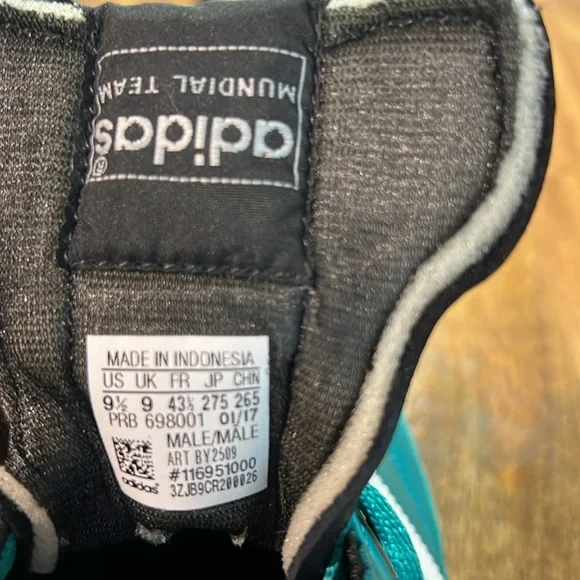 adidas®
MUNDIAL TEAM
MADE IN INDONESIA
US UK FR JP CHN
9½ 9 43⅓ 275 265
PRB 698001 01/17
MALE/MÂLE
ART BY2509
#116951000
3ZJB9CR200026
adidas